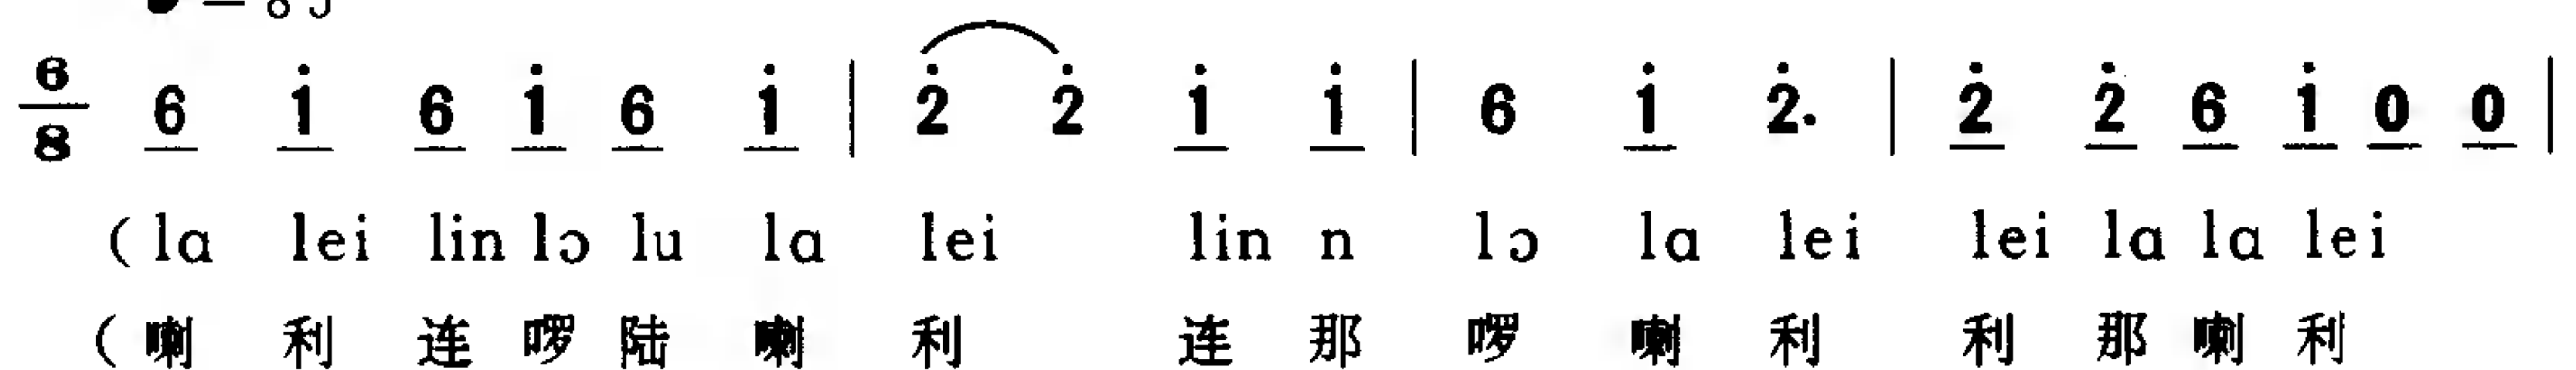 6/8 6 i 6 i 6 i | 2 2 i i | 6 i 2. | 2 2 6 i 0 0 |
(la lei lin lɔ lu la lei lin n lɔ la lei lei la la lei
(喇 利 连 啰 陆 喇 利 连 那 啰 喇 利 利 那 喇 利